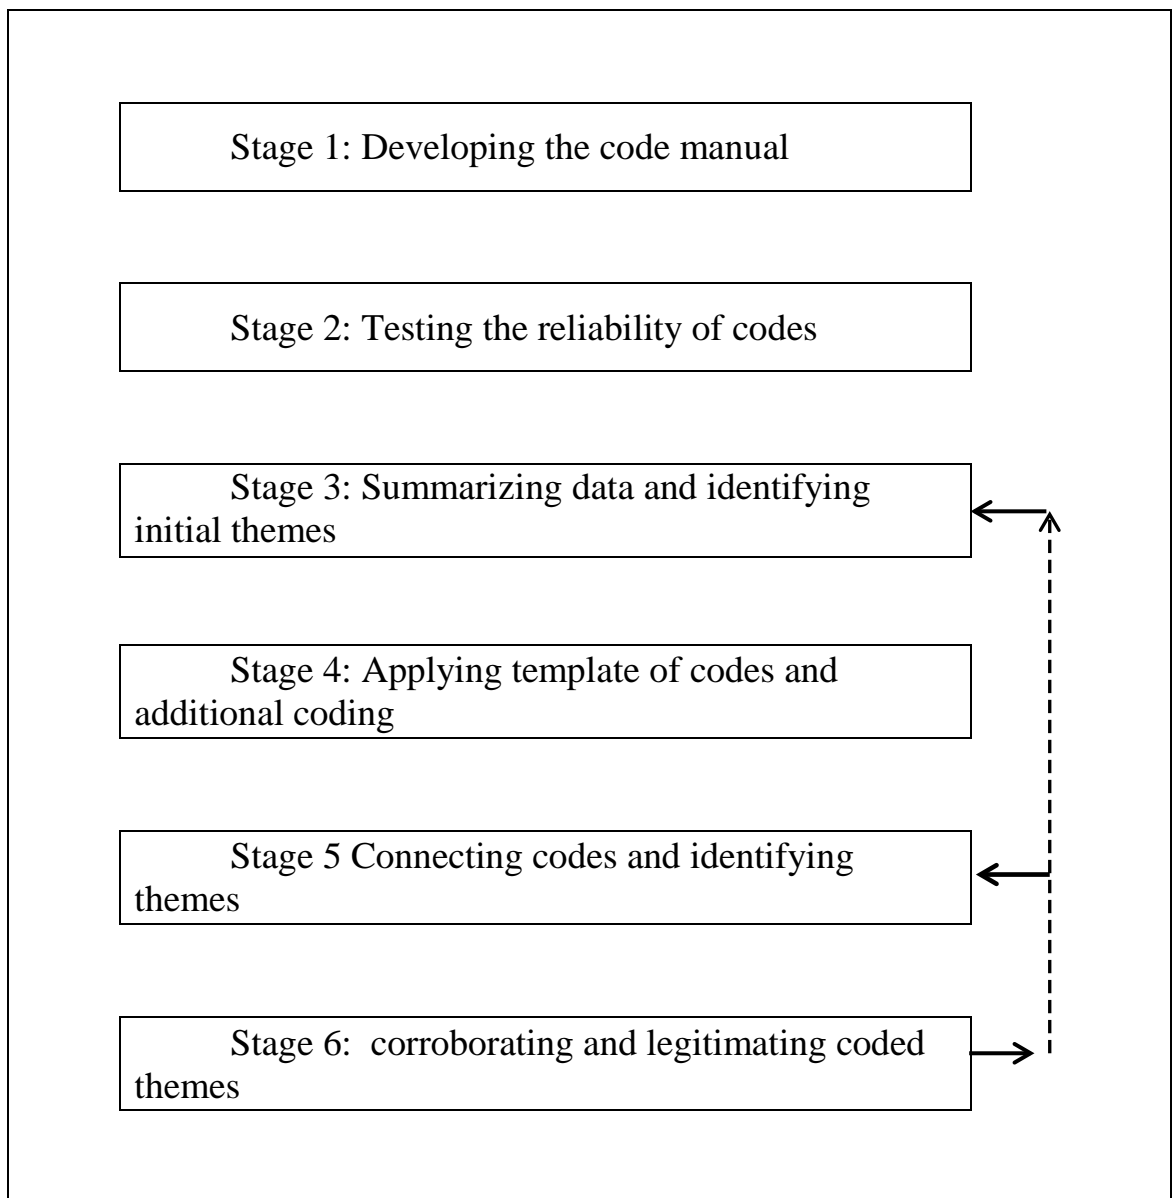 Stage 1: Developing the code manual
Stage 2: Testing the reliability of codes
Stage 3: Summarizing data and identifying
initial themes
Stage 4: Applying template of codes and
additional coding
Stage 5 Connecting codes and identifying
themes
Stage 6:  corroborating and legitimating coded
themes